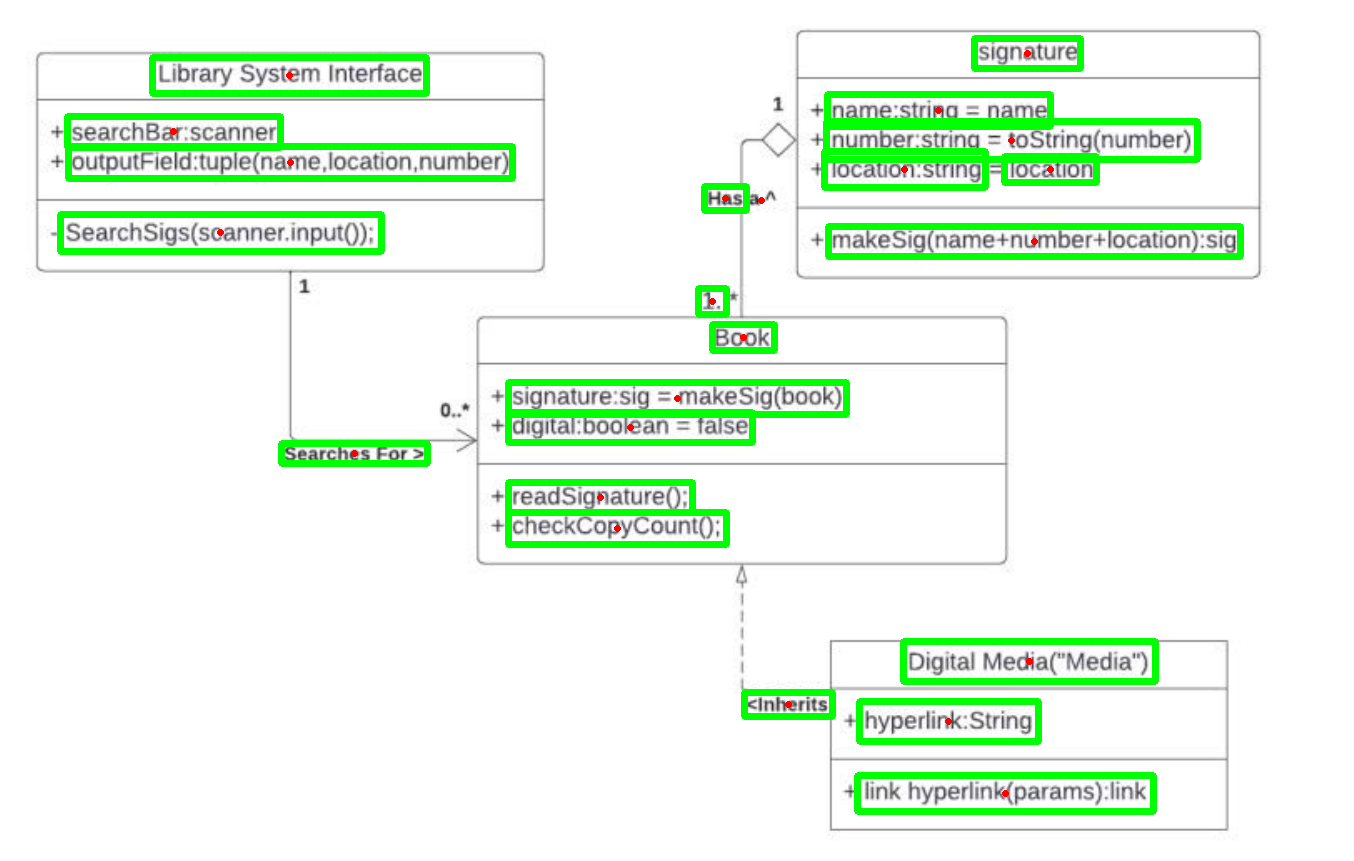 Library System Interface
+ searchBar:scanner
+ outputField:tuple(name,location,number)
- SearchSigs(scanner.input());
1
signature
+ name:string = name
+ number:string = toString(number)
+ location:string = location
+ makeSig(name+number+location):sig
1
Has a ^
1..*
Book
+ signature:sig = makeSig(book)
+ digital:boolean = false
+ readSignature();
+ checkCopyCount();
0..*
Searches For >
<Inherits
Digital Media("Media")
+ hyperlink:String
+ link hyperlink(params):link